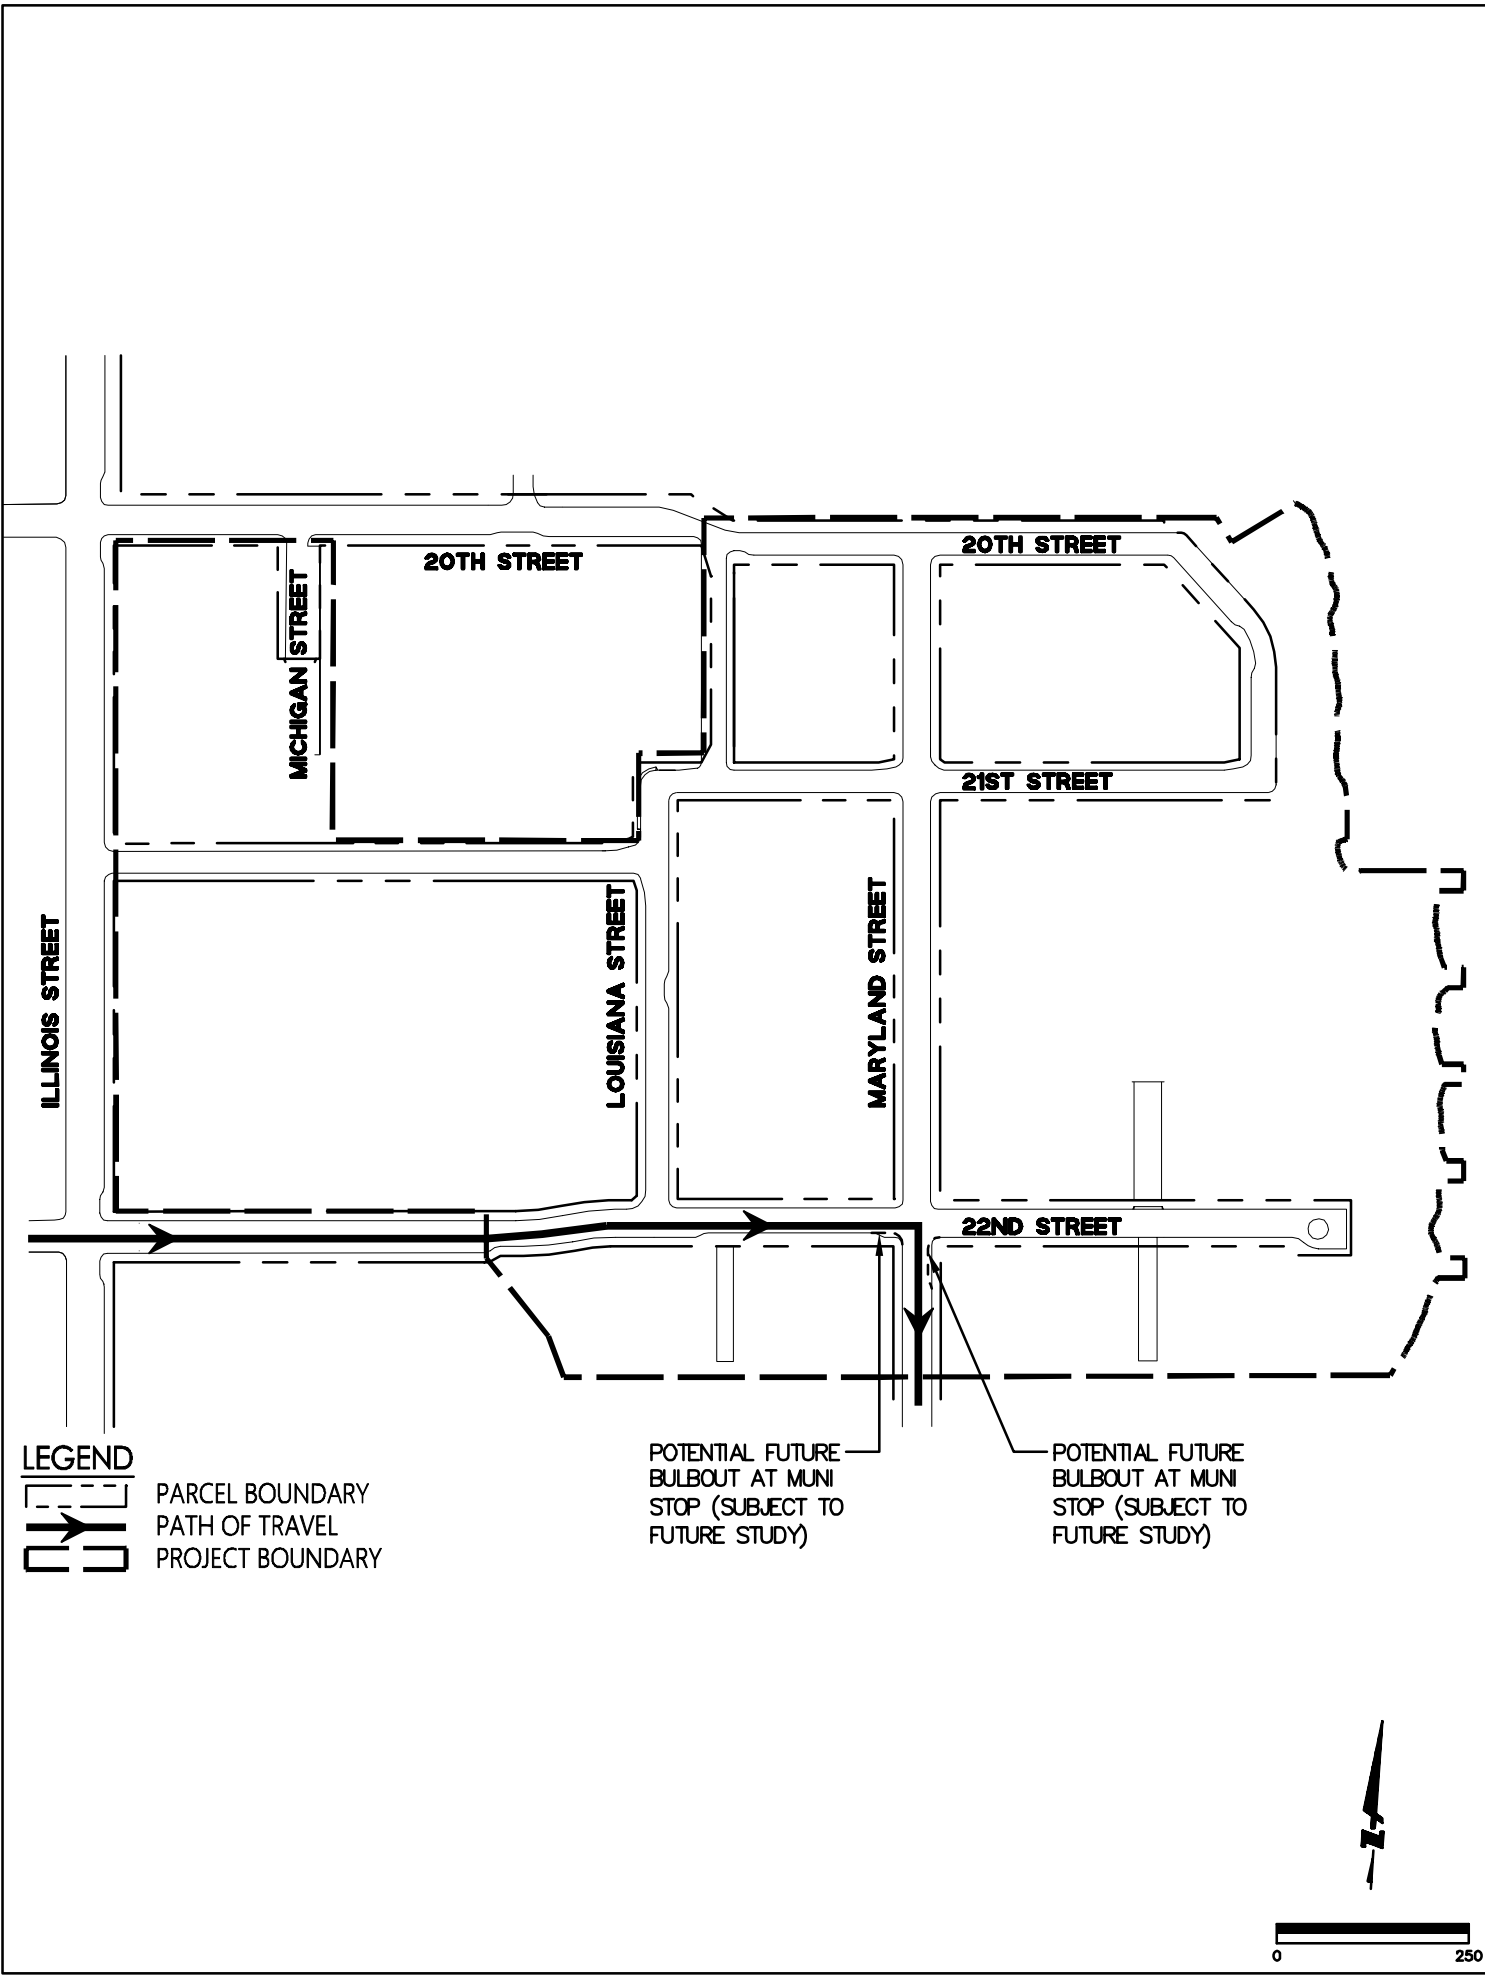 20TH STREET
20TH STREET
MICHIGAN STREET
21ST STREET
ILLINOIS STREET
LOUISIANA STREET
MARYLAND STREET
22ND STREET
LEGEND
PARCEL BOUNDARY
PATH OF TRAVEL
PROJECT BOUNDARY
POTENTIAL FUTURE
BULBOUT AT MUNI
STOP (SUBJECT TO
FUTURE STUDY)
POTENTIAL FUTURE
BULBOUT AT MUNI
STOP (SUBJECT TO
FUTURE STUDY)
N
0 250